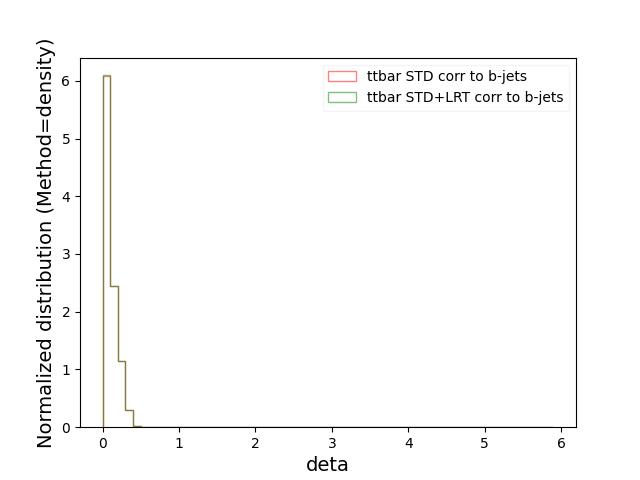 Normalized distribution (Method=density)
6
5
4
3
2
1
0
ttbar STD corr to b-jets
ttbar STD+LRT corr to b-jets
0 1 2 3 4 5 6
deta